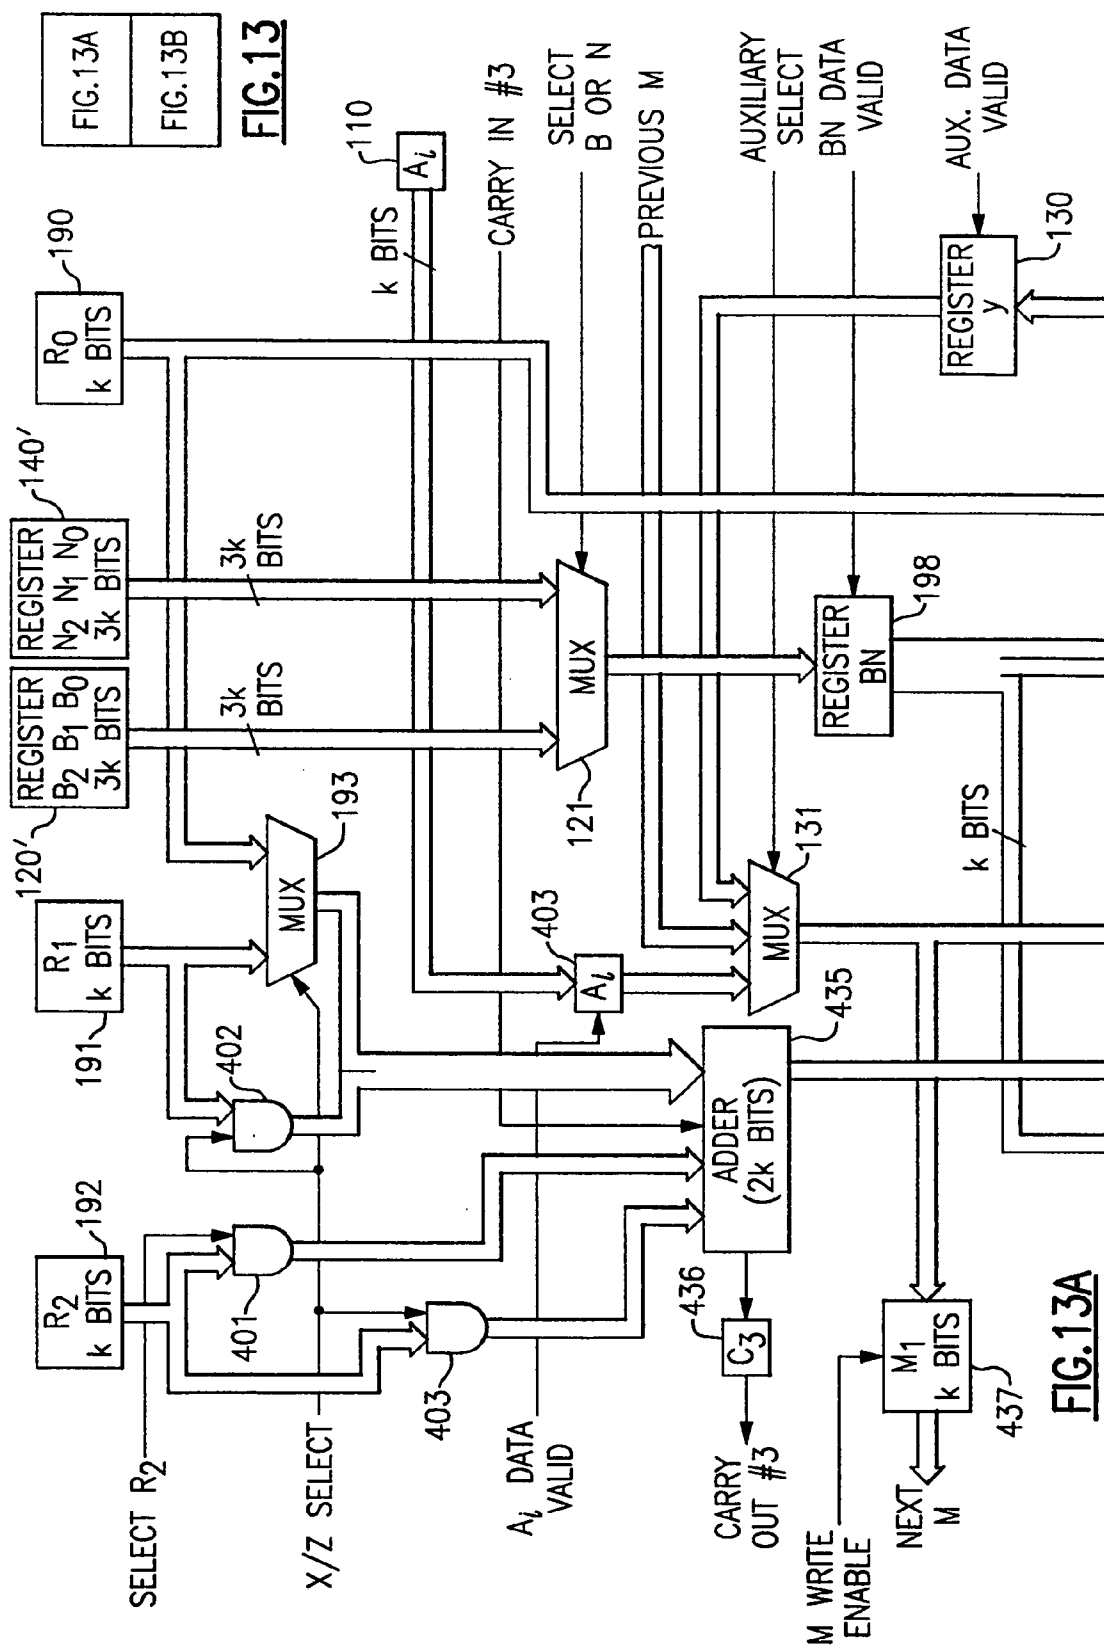 FIG.13A
FIG.13B
FIG.13
R2
k BITS
192
R1
k BITS
191
REGISTER
B2 B1 B0
3k BITS
120'
REGISTER
N2 N1 N0
3k BITS
140'
R0
k BITS
190
SELECT R2
401
402
MUX
193
3k
BITS
3k
BITS
k BITS
Ai
110
X/Z SELECT
403
CARRY IN #3
Ai DATA
VALID
Ai
403
MUX
121
SELECT
B OR N
PREVIOUS M
CARRY
OUT #3
C3
436
ADDER
(2k BITS)
435
MUX
131
AUXILIARY
SELECT
REGISTER
BN
198
BN DATA
VALID
M WRITE
ENABLE
NEXT
M
M1
k BITS
437
k BITS
REGISTER
y
130
AUX. DATA
VALID
FIG.13A